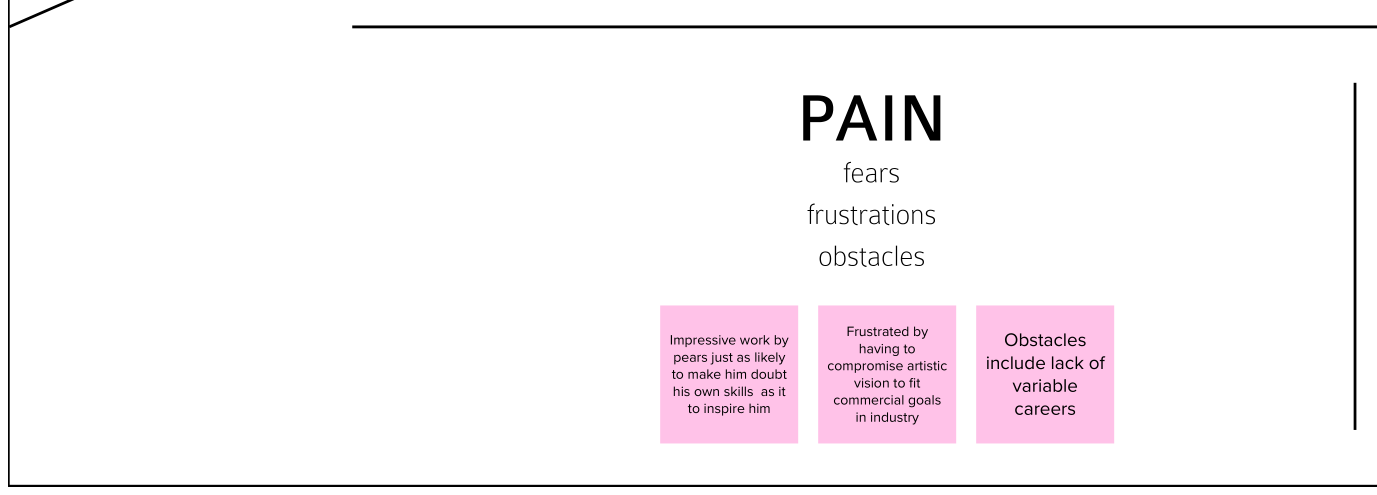 PAIN
fears
frustrations
obstacles
Impressive work by
pears just as likely
to make him doubt
his own skills as it
to inspire him
Frustrated by
having to
compromise artistic
vision to fit
commercial goals
in industry
Obstacles
include lack of
variable
careers